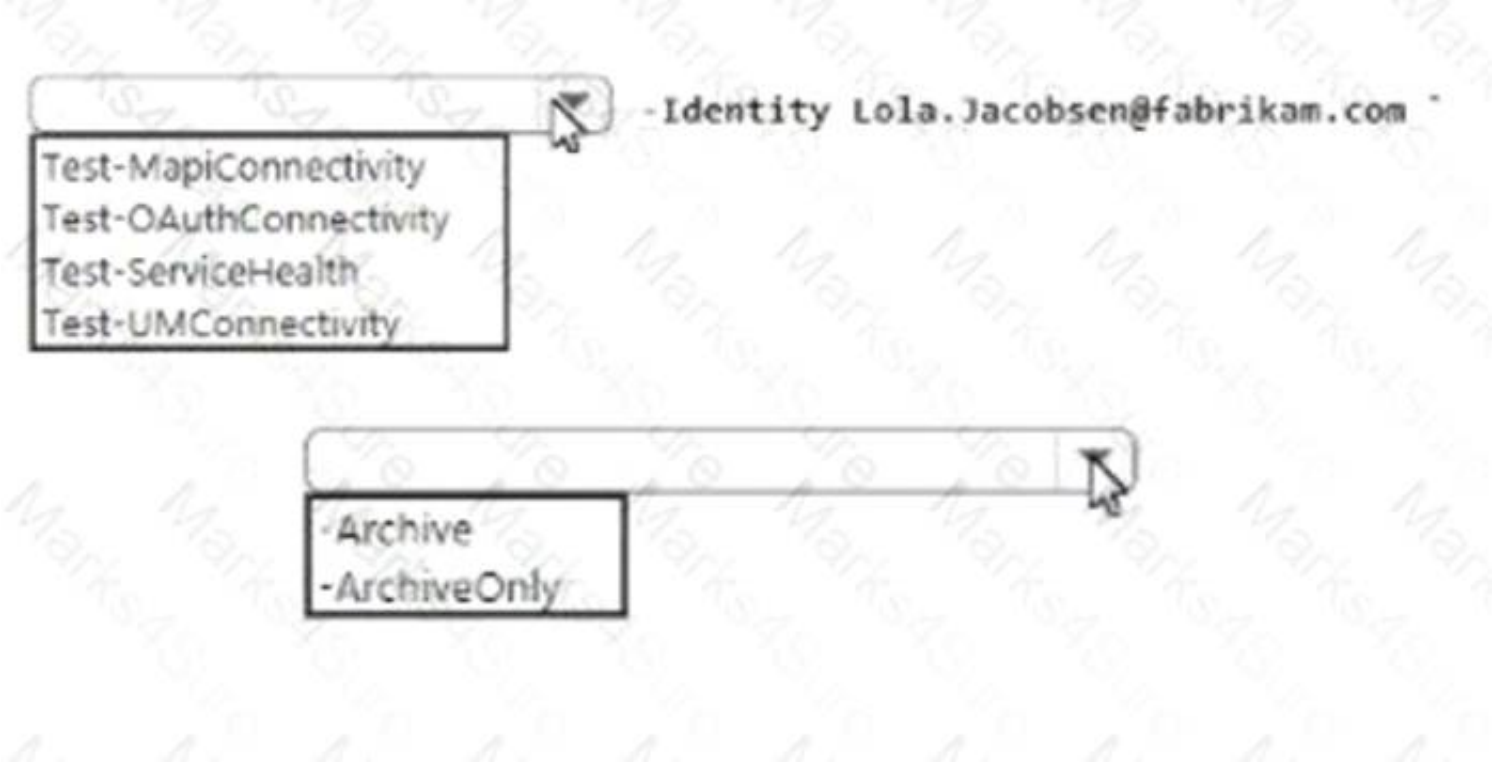 -Identity Lola.Jacobsen@fabrikam.com `
Test-MapiConnectivity
Test-OAuthConnectivity
Test-ServiceHealth
Test-UMConnectivity
-Archive
-ArchiveOnly